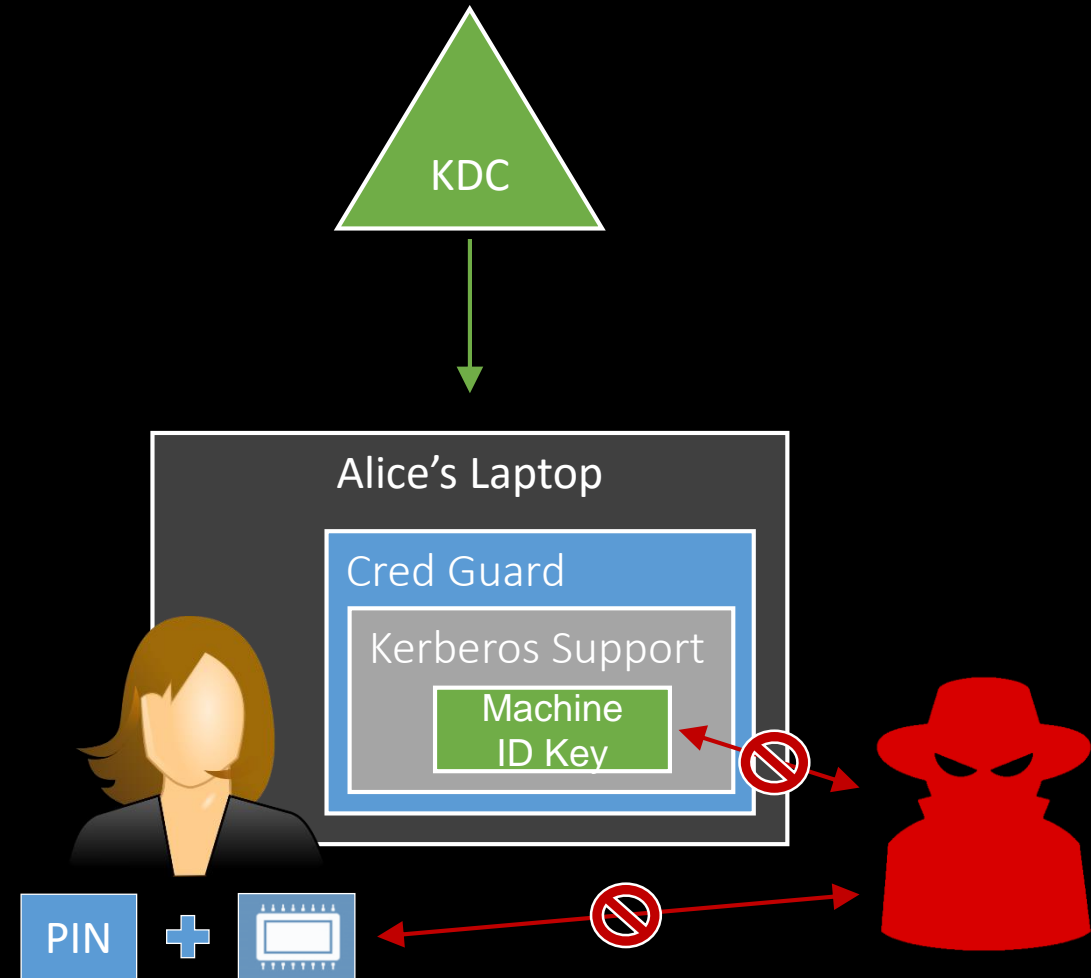 KDC
Alice’s Laptop
Cred Guard
Kerberos Support
Machine
ID Key
PIN